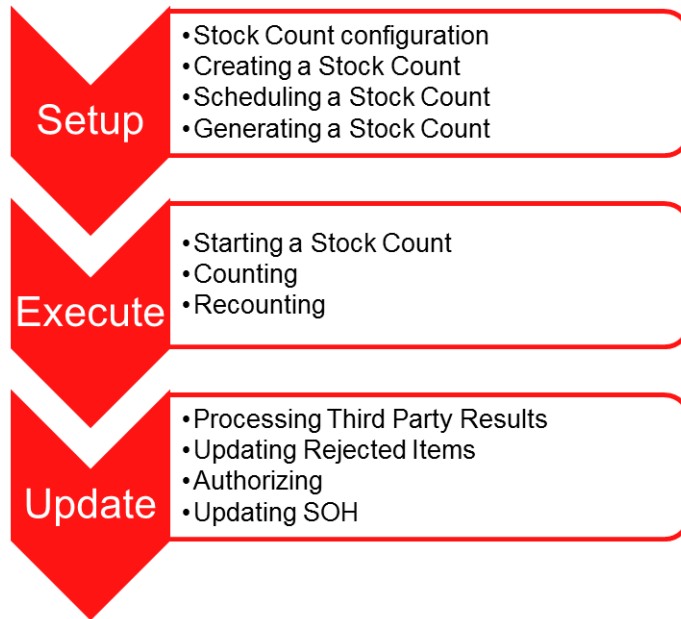 Setup
•Stock Count configuration
•Creating a Stock Count
•Scheduling a Stock Count
•Generating a Stock Count
Execute
•Starting a Stock Count
•Counting
•Recounting
Update
•Processing Third Party Results
•Updating Rejected Items
•Authorizing
•Updating SOH